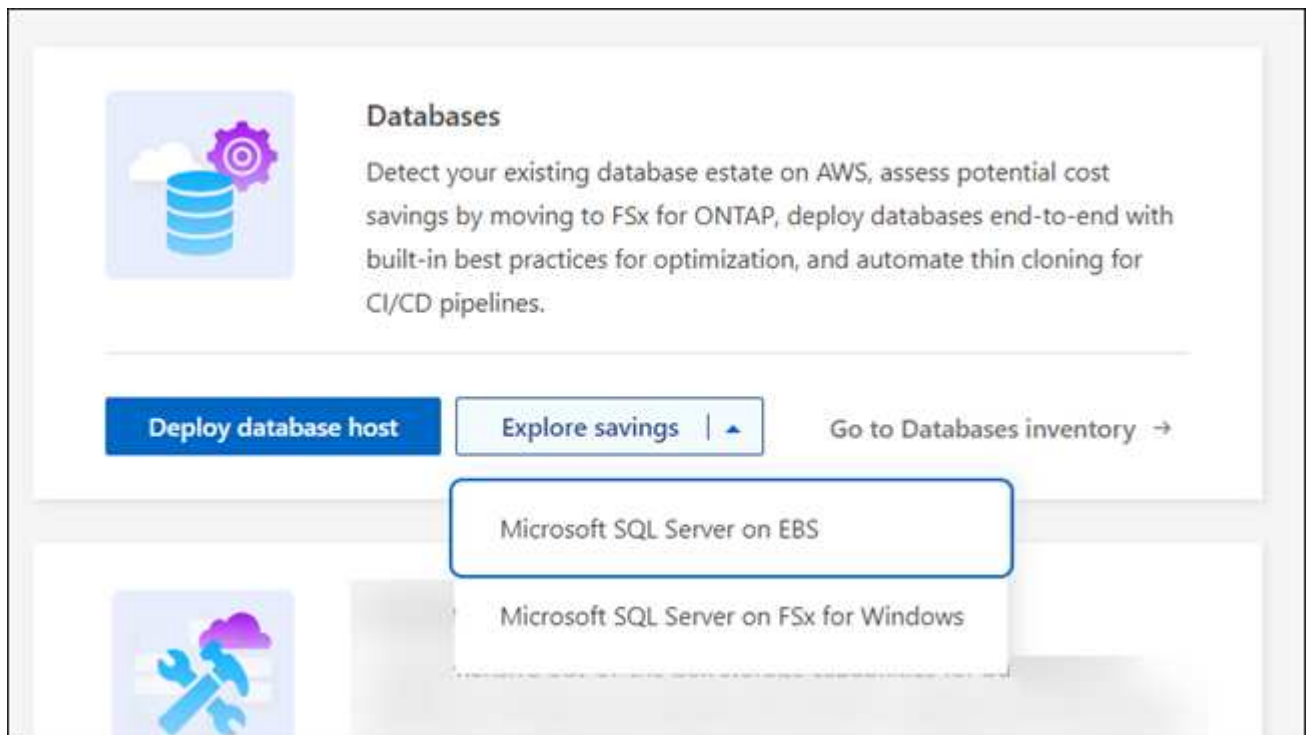 Databases
Detect your existing database estate on AWS, assess potential cost
savings by moving to FSx for ONTAP, deploy databases end-to-end with
built-in best practices for optimization, and automate thin cloning for
CI/CD pipelines.
Deploy database host
Explore savings
Go to Databases inventory →
Microsoft SQL Server on EBS
Microsoft SQL Server on FSx for Windows